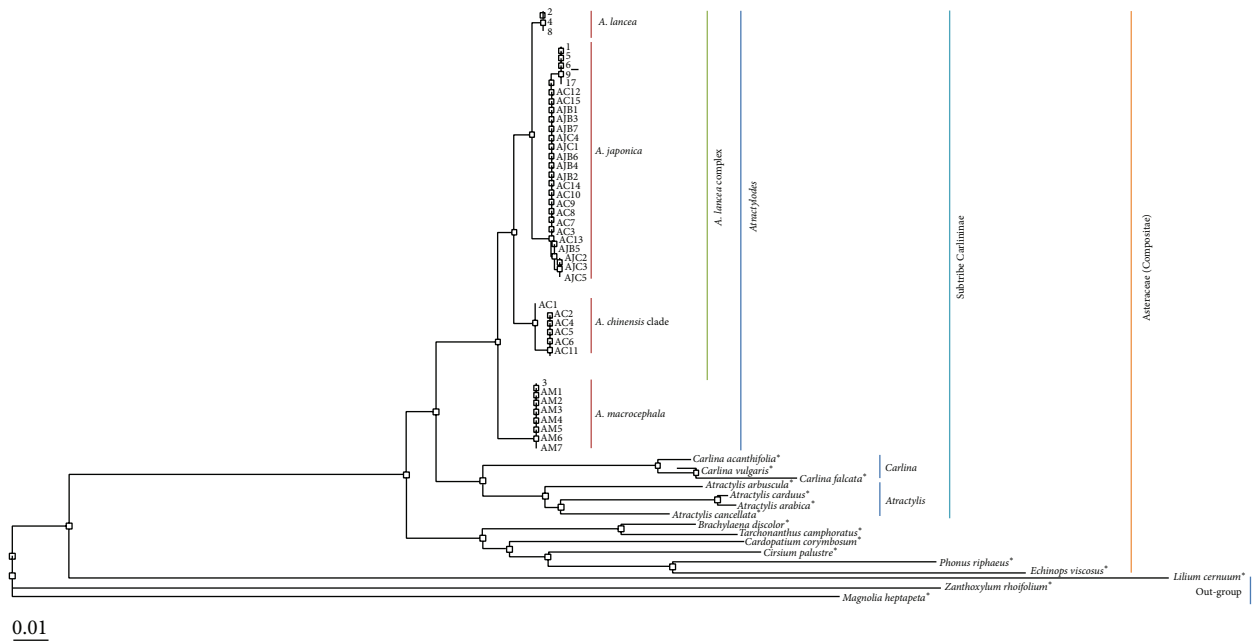 2
4
8
A. lancea
1
5
6
9
17
AC12
AC15
AJB1
AJB3
AJB7
AJC4
AJC1
AJB6
AJB4
AJB2
AC14
AC10
AC9
AC8
AC7
AC3
AC13
AJB5
AJC2
AJC3
AJC5
A. japonica
AC1
AC2
AC4
AC5
AC6
AC11
A. chinensis clade
3
AM1
AM2
AM3
AM4
AM5
AM6
AM7
A. macrocephala
A. lancea complex
Atractylodes
Subtribe Carlininae
Asteraceae (Compositae)
Carlina acanthifolia*
Carlina vulgaris*
Carlina falcata*
Carlina
Atractylis arbuscula*
Atractylis carduus*
Atractylis arabica*
Atractylis cancellata*
Atractylis
Brachylaena discolor*
Tarchonanthus camphoratus*
Cardopatium corymbosum*
Cirsium palustre*
Phonus riphaeus*
Echinops viscosus*
Lilium cernuum*
Zanthoxylum rhoifolium*
Magnolia heptapeta*
Out-group
0.01